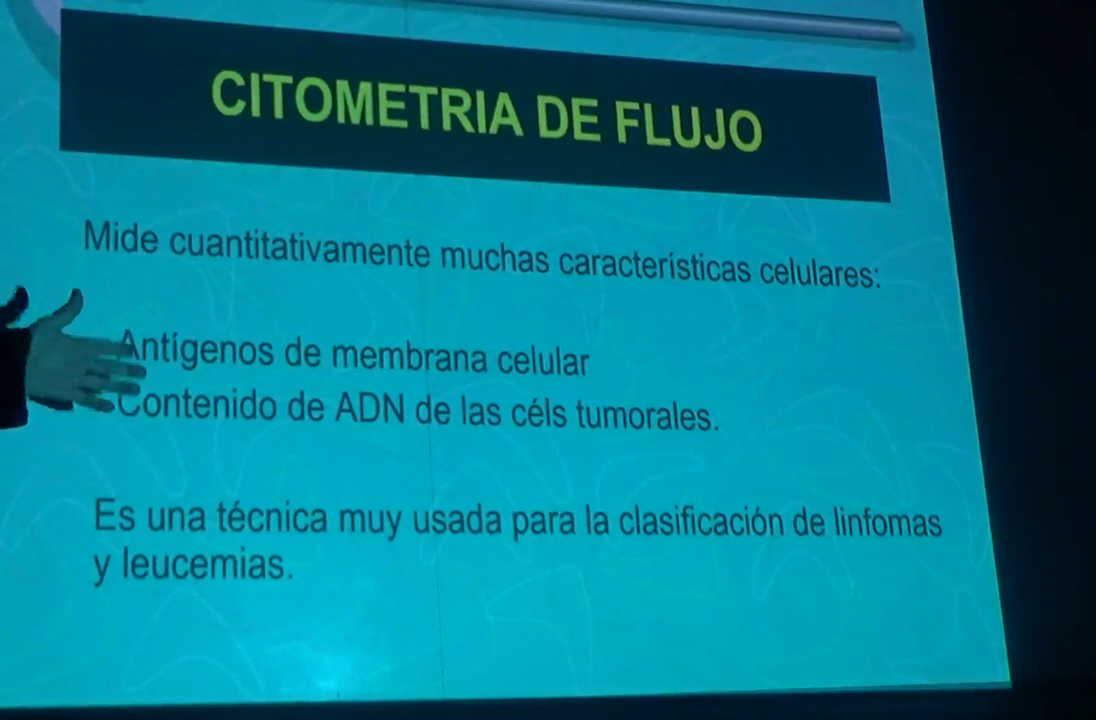 CITOMETRIA DE FLUJO
Mide cuantitativamente muchas características celulares:
Antígenos de membrana celular
Contenido de ADN de las céls tumorales.
Es una técnica muy usada para la clasificación de linfomas
y leucemias.